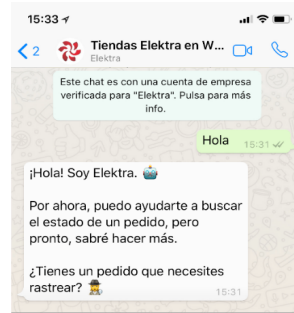 15:33
2
Tiendas Elektra en W...
Elektra
Este chat es con una cuenta de empresa
verificada para "Elektra". Pulsa para más
info.
Hola
15:31
¡Hola! Soy Elektra.
Por ahora, puedo ayudarte a buscar
el estado de un pedido, pero
pronto, sabré hacer más.
¿Tienes un pedido que necesites
rastrear?
15:31